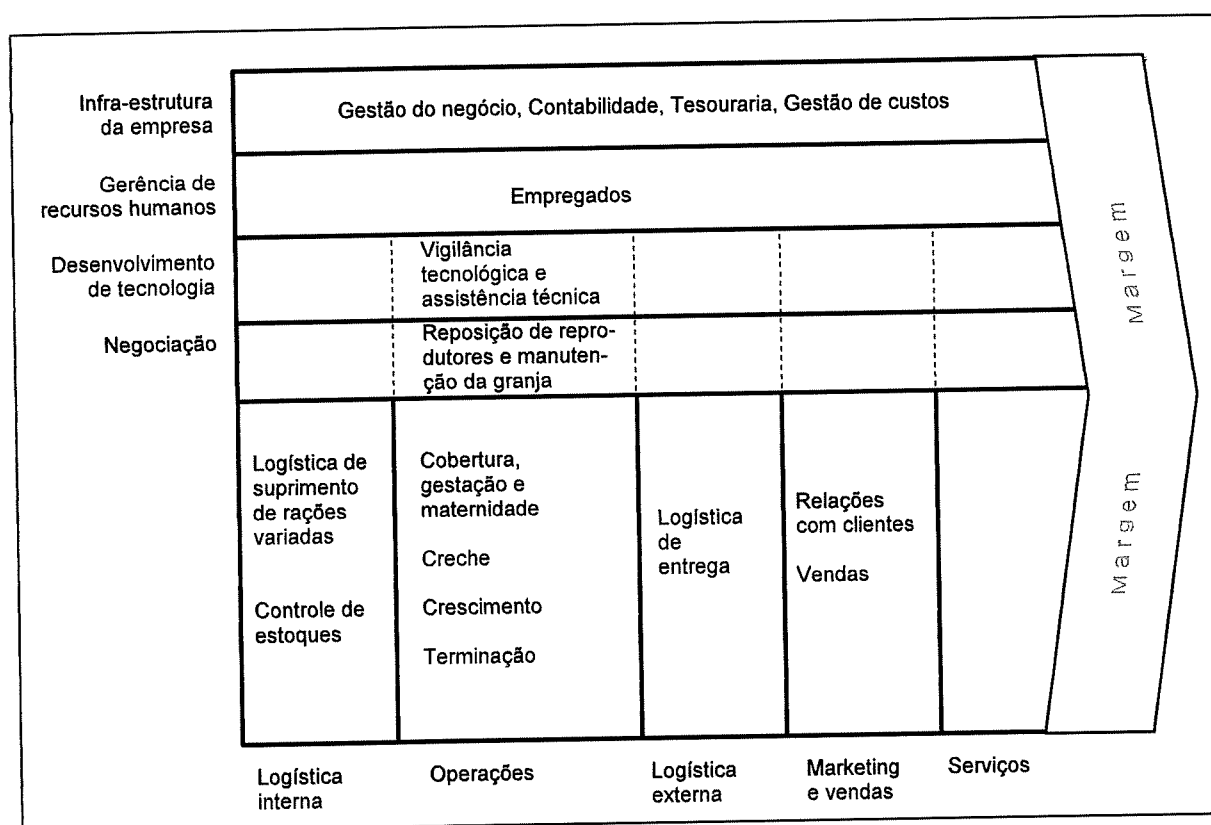 Infra-estrutura
da empresa
Gestão do negócio, Contabilidade, Tesouraria, Gestão de custos
Gerência de
recursos humanos
Empregados
Desenvolvimento
de tecnologia
Vigilância
tecnológica e
assistência técnica
Negociação
Reposição de repro-
dutores e manuten-
ção da granja
Margem
Logística de
suprimento
de rações
variadas
Controle de
estoques
Cobertura,
gestação e
maternidade
Creche
Crescimento
Terminação
Logística
de
entrega
Relações
com clientes
Vendas
Margem
Logística
interna
Operações
Logística
externa
Marketing
e vendas
Serviços